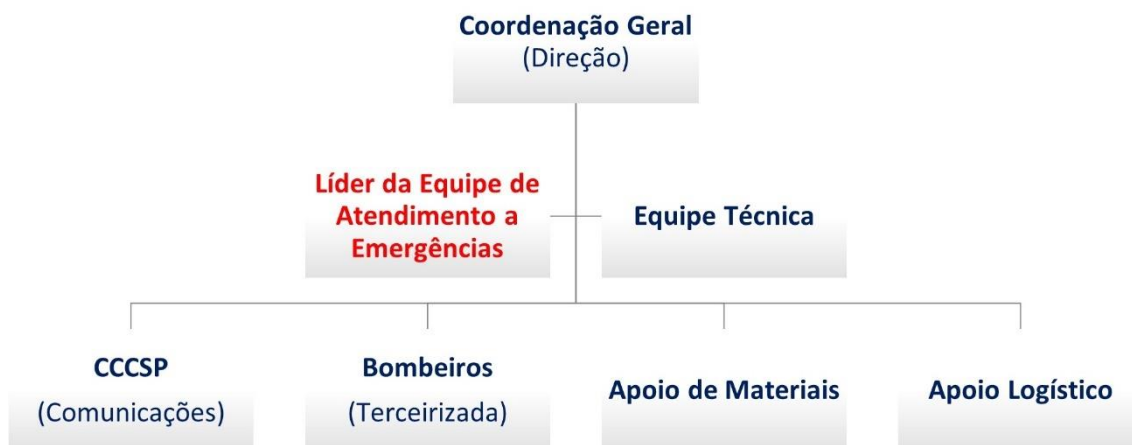 Coordenação Geral
(Direção)
Líder da Equipe de
Atendimento a
Emergências
Equipe Técnica
CCCSP
(Comunicações)
Bombeiros
(Terceirizada)
Apoio de Materiais
Apoio Logístico